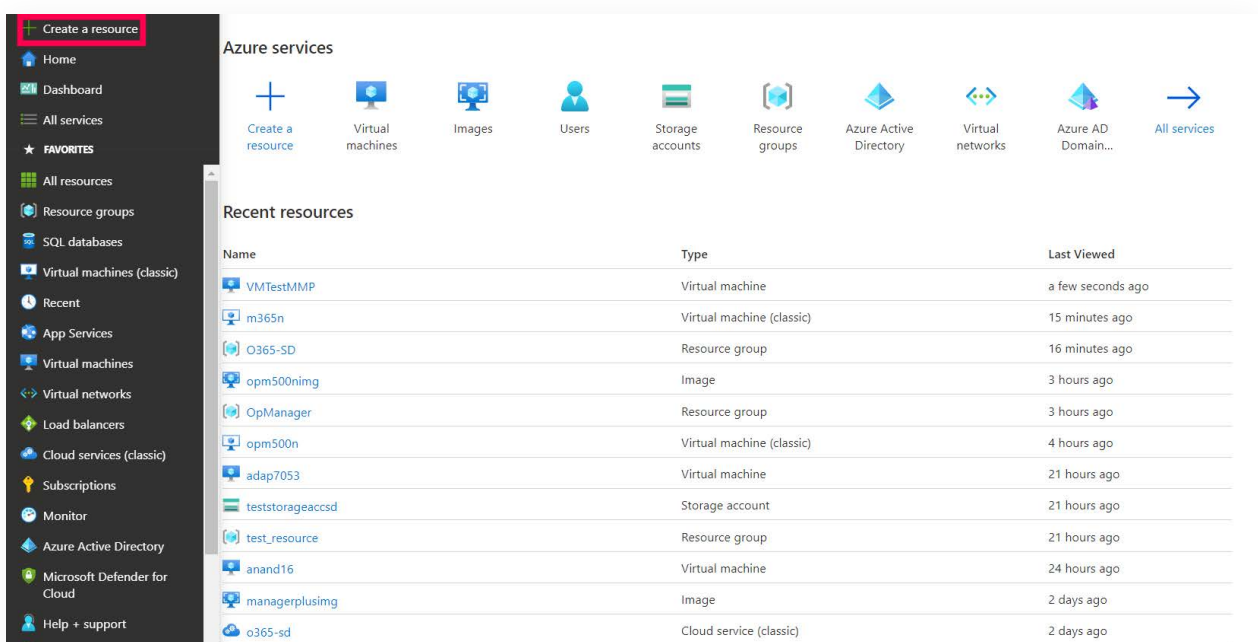 Create a resource
Home
Dashboard
All services
FAVORITES
All resources
Resource groups
SQL databases
Virtual machines (classic)
Recent
App Services
Virtual machines
Virtual networks
Load balancers
Cloud services (classic)
Subscriptions
Monitor
Azure Active Directory
Microsoft Defender for
Cloud
Help + support
Azure services
Create a
resource
Virtual
machines
Images
Users
Storage
accounts
Resource
groups
Azure Active
Directory
Virtual
networks
Azure AD
Domain...
All services
Recent resources
Name Type Last Viewed
VMTestMMP Virtual machine a few seconds ago
m365n Virtual machine (classic) 15 minutes ago
O365-SD Resource group 16 minutes ago
opm500nimg Image 3 hours ago
OpManager Resource group 3 hours ago
opm500n Virtual machine (classic) 4 hours ago
adap7053 Virtual machine 21 hours ago
teststorageaccsd Storage account 21 hours ago
test_resource Resource group 21 hours ago
anand16 Virtual machine 24 hours ago
managerplusimg Image 2 days ago
o365-sd Cloud service (classic) 2 days ago